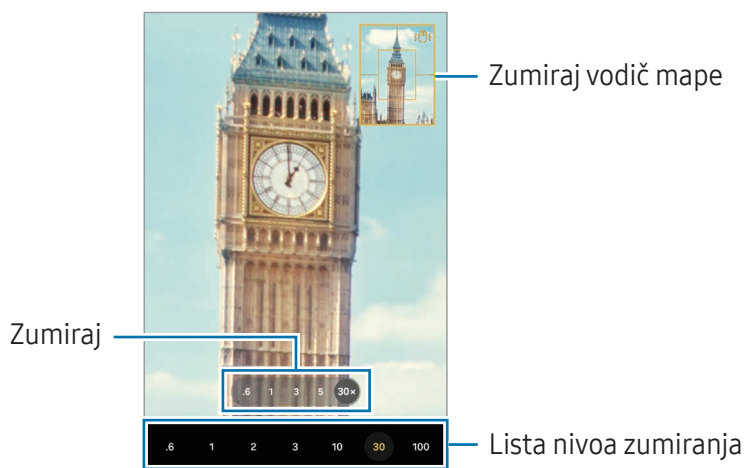 Zumiraj vodič mape
Zumiraj
.6 1 3 5 30×
.6 1 2 3 10 30 100
Lista nivoa zumiranja